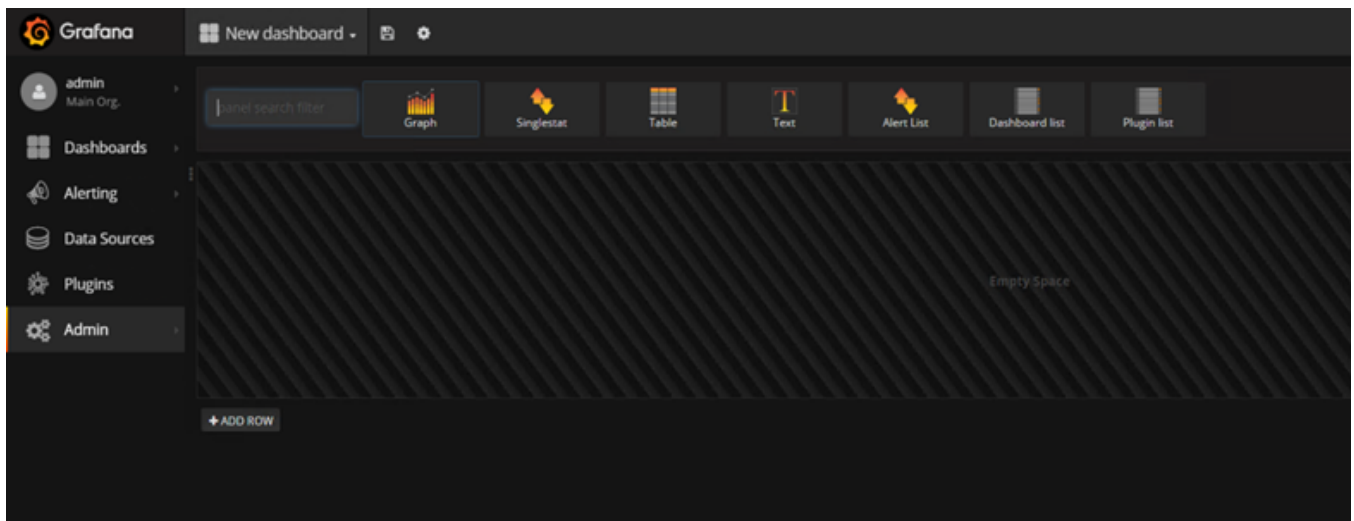 Grafana
New dashboard
admin
Main Org.
panel search filter
Graph
Singlestat
Table
Text
Alert List
Dashboard list
Plugin list
Dashboards
Alerting
Data Sources
Plugins
Admin
Empty Space
+ ADD ROW